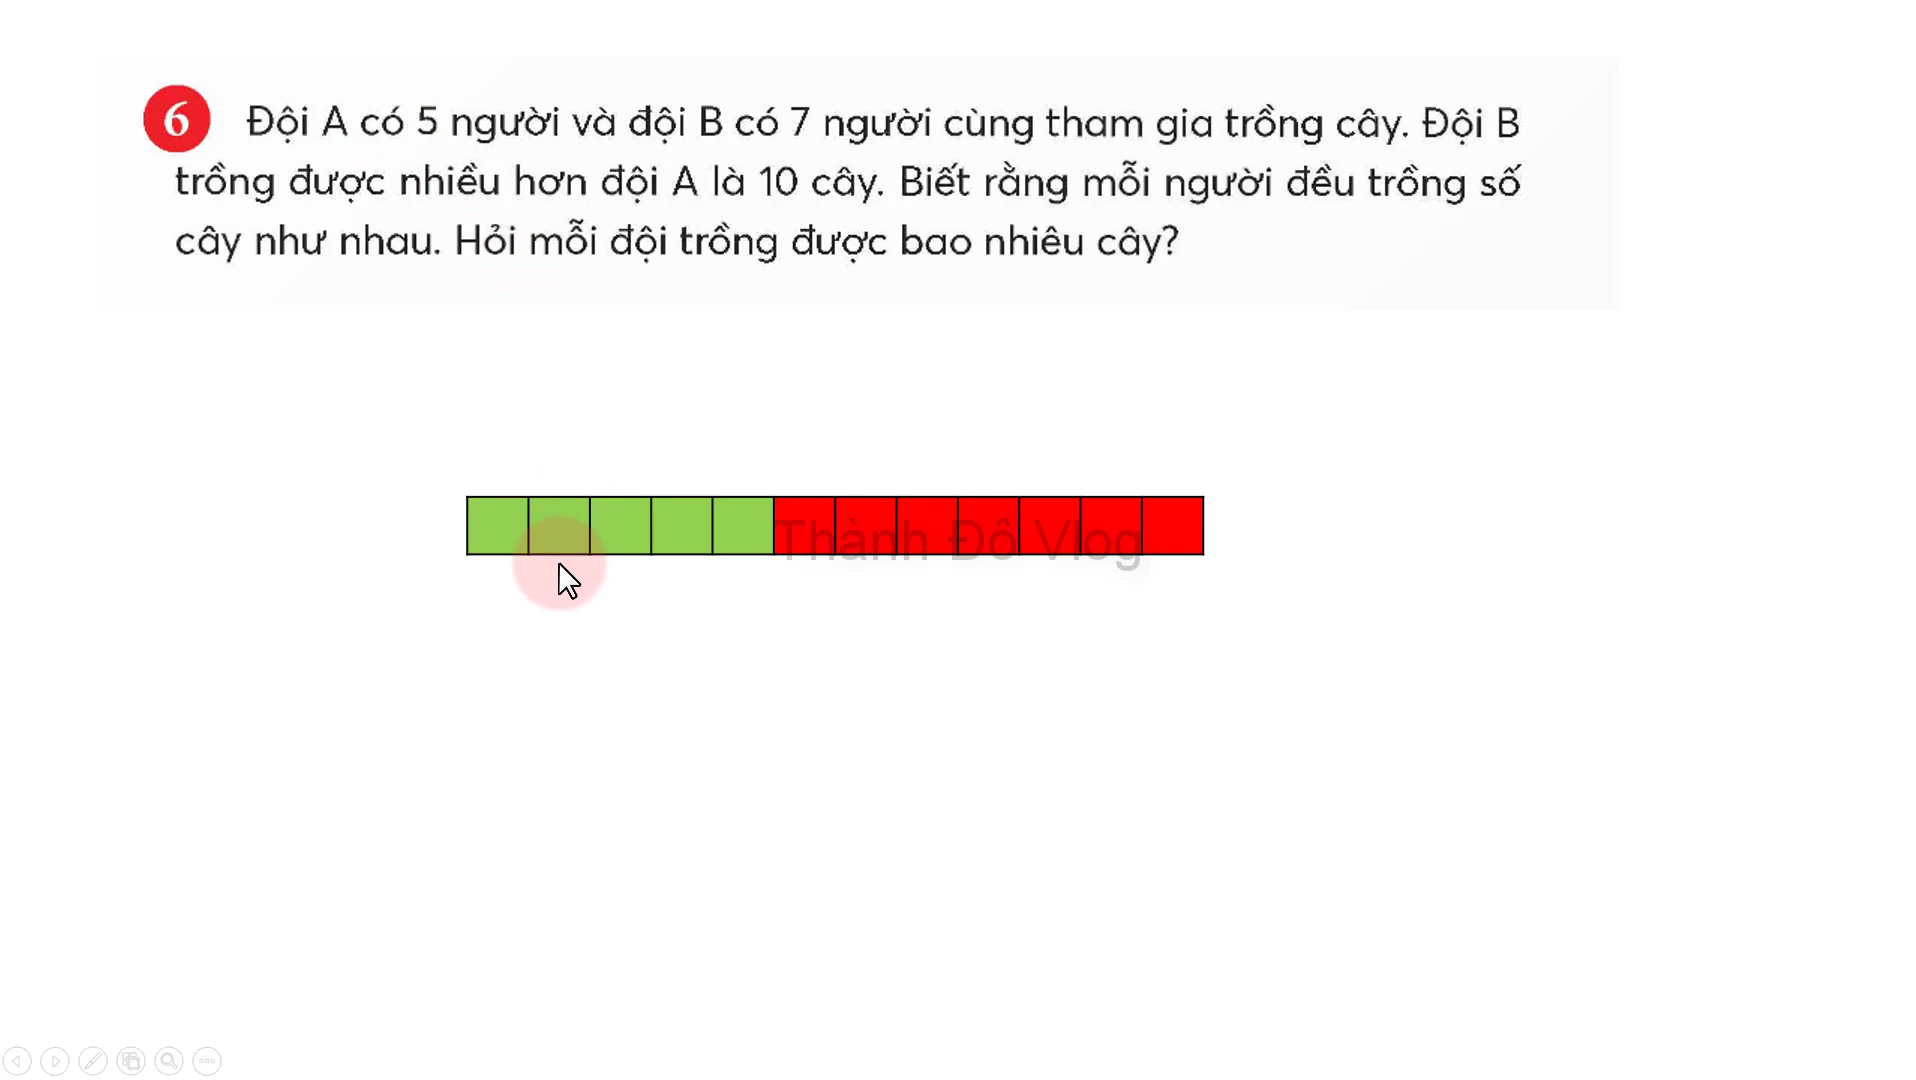 6 Đội A có 5 người và đội B có 7 người cùng tham gia trồng cây. Đội B
trồng được nhiều hơn đội A là 10 cây. Biết rằng mỗi người đều trồng số
cây như nhau. Hỏi mỗi đội trồng được bao nhiêu cây?
Thành Đô Vlog